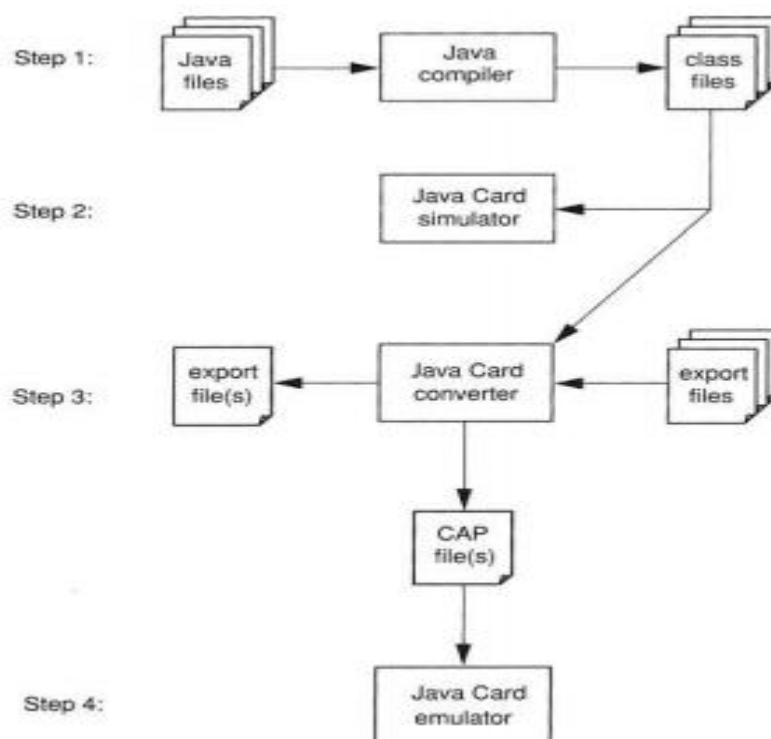 Step 1:
Java
files
Java
compiler
class
files
Step 2:
Java Card
simulator
Step 3:
export
file(s)
Java Card
converter
export
files
CAP
file(s)
Step 4:
Java Card
emulator